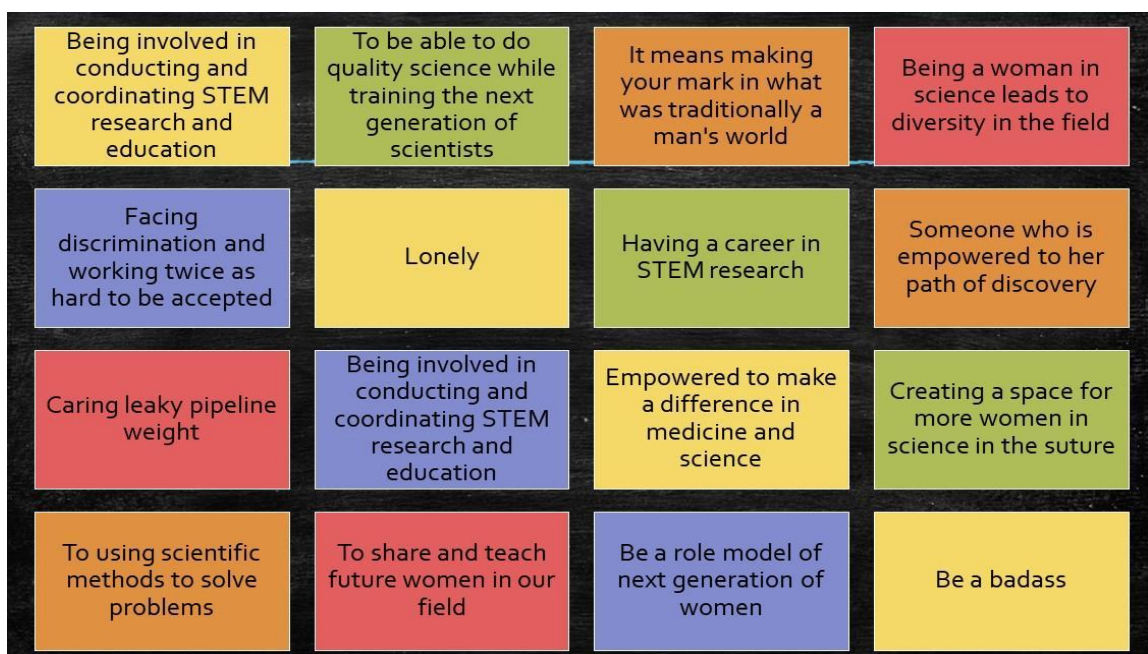 Being involved in
conducting and
coordinating STEM
research and
education
To be able to do
quality science while
training the next
generation of
scientists
It means making
your mark in what
was traditionally a
man's world
Being a woman in
science leads to
diversity in the field
Facing
discrimination and
working twice as
hard to be accepted
Lonely
Having a career in
STEM research
Someone who is
empowered to her
path of discovery
Caring leaky pipeline
weight
Being involved in
conducting and
coordinating STEM
research and
education
Empowered to make
a difference in
medicine and
science
Creating a space for
more women in
science in the suture
To using scientific
methods to solve
problems
To share and teach
future women in our
field
Be a role model of
next generation of
women
Be a badass